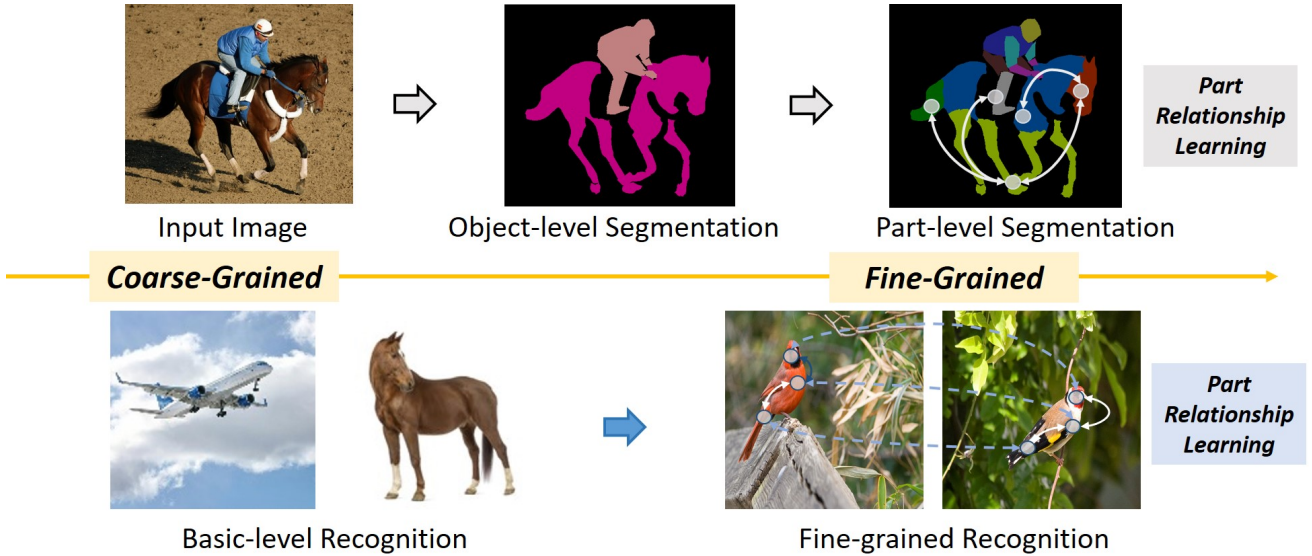 Input Image
Object-level Segmentation
Part-level Segmentation
Part
Relationship
Learning
Coarse-Grained
Fine-Grained
Basic-level Recognition
Fine-grained Recognition
Part
Relationship
Learning